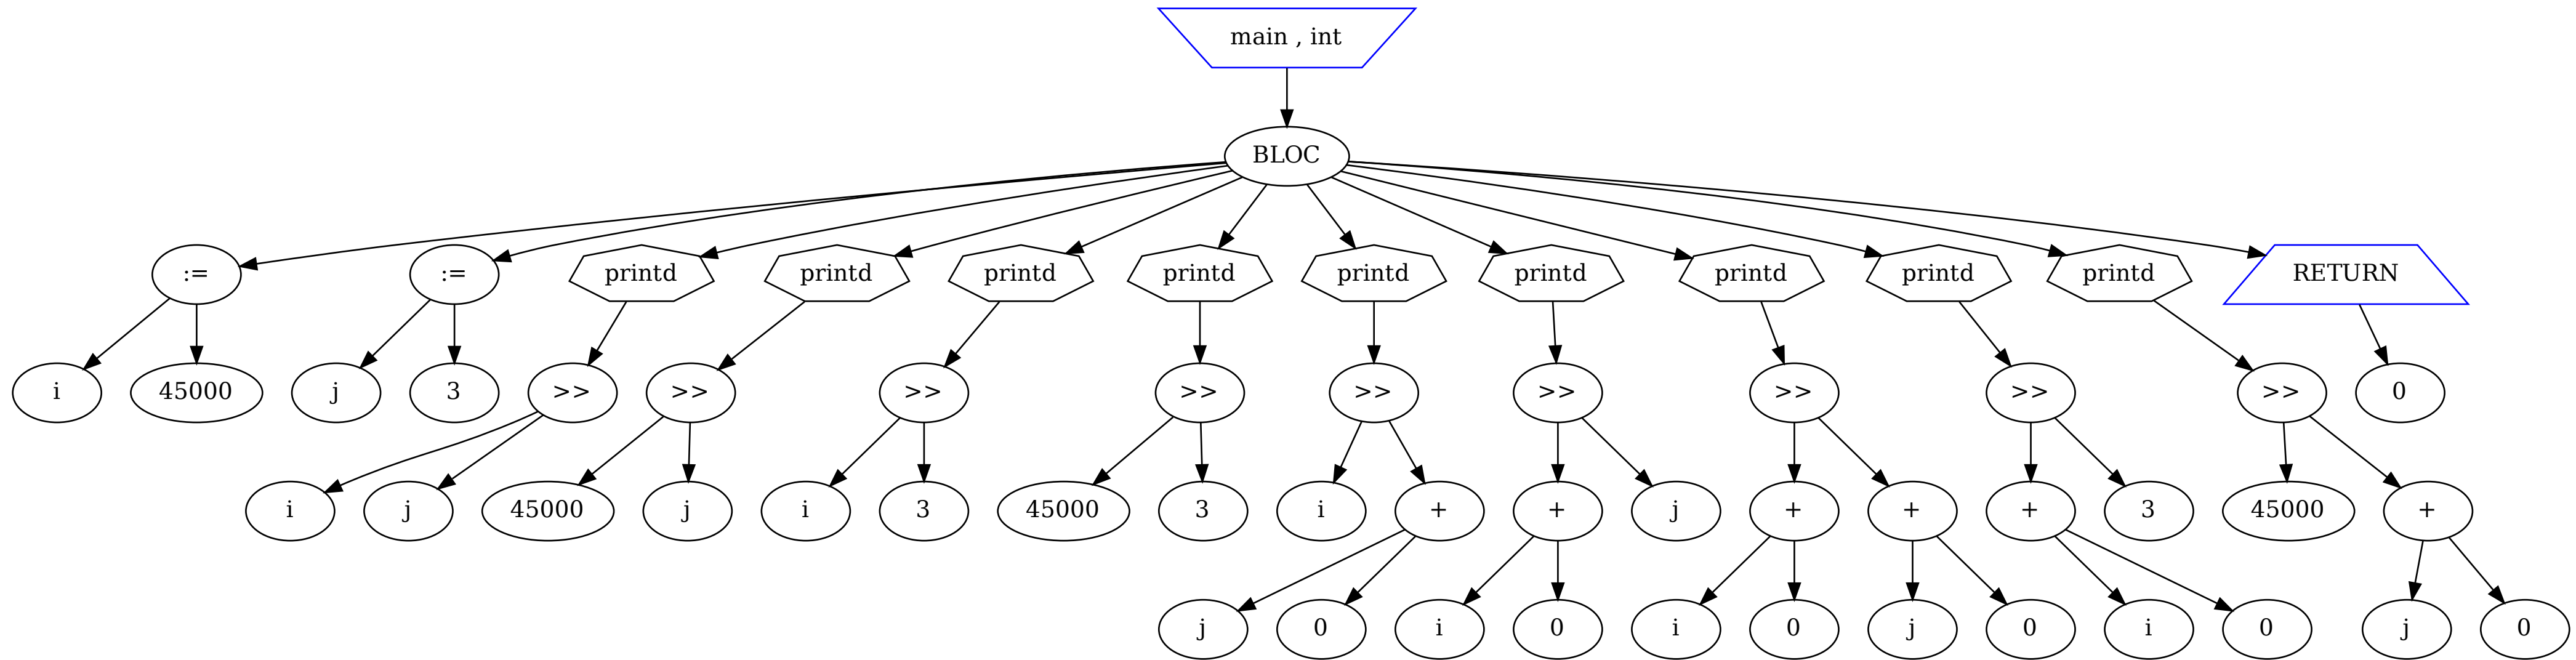 main , int
BLOC
:= := printd printd printd printd printd printd printd printd printd RETURN
i 45000 j 3 >> >> >> >> >> >> >> >> >> 0
i j 45000 j i 3 45000 3 i + + j + + + 3 45000 +
j 0 i 0 i 0 j 0 i 0 j 0